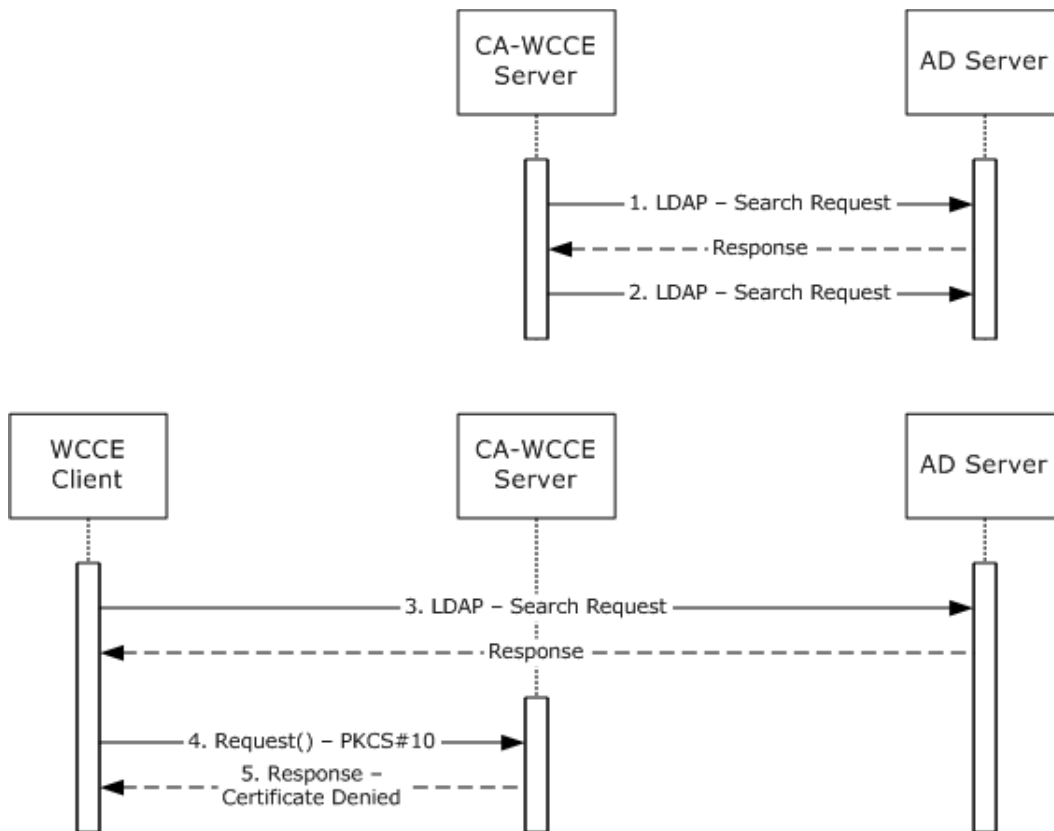 CA-WCCE
Server
AD Server
1. LDAP – Search Request
Response
2. LDAP – Search Request
WCCE
Client
CA-WCCE
Server
AD Server
3. LDAP – Search Request
Response
4. Request() – PKCS#10
5. Response –
Certificate Denied